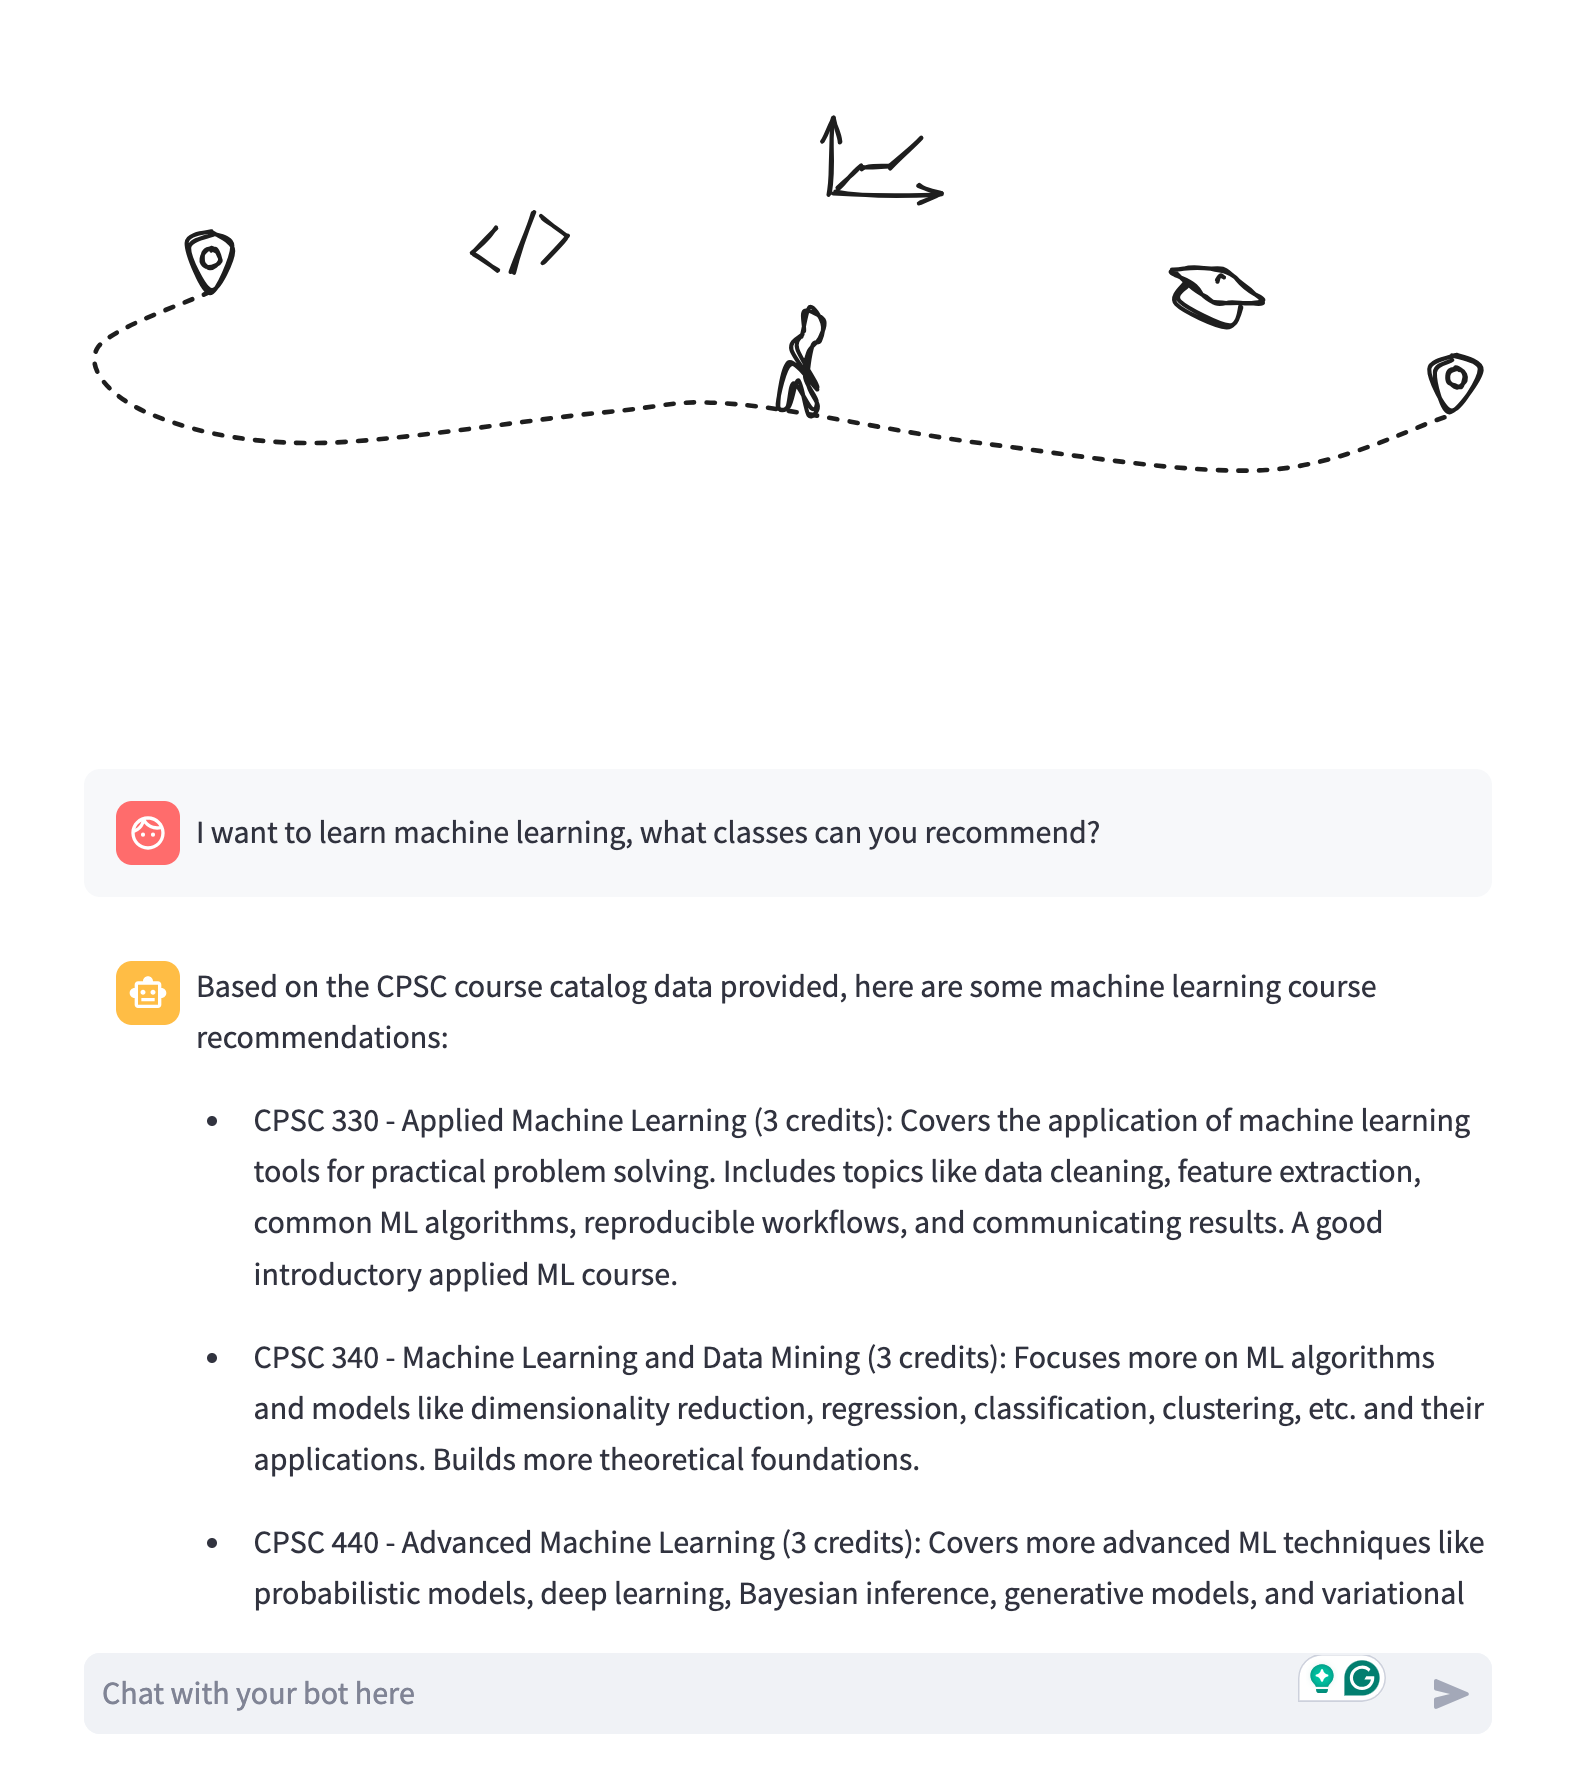 </>
I want to learn machine learning, what classes can you recommend?
Based on the CPSC course catalog data provided, here are some machine learning course
recommendations:
• CPSC 330 - Applied Machine Learning (3 credits): Covers the application of machine learning
tools for practical problem solving. Includes topics like data cleaning, feature extraction,
common ML algorithms, reproducible workflows, and communicating results. A good
introductory applied ML course.
• CPSC 340 - Machine Learning and Data Mining (3 credits): Focuses more on ML algorithms
and models like dimensionality reduction, regression, classification, clustering, etc. and their
applications. Builds more theoretical foundations.
• CPSC 440 - Advanced Machine Learning (3 credits): Covers more advanced ML techniques like
probabilistic models, deep learning, Bayesian inference, generative models, and variational
Chat with your bot here